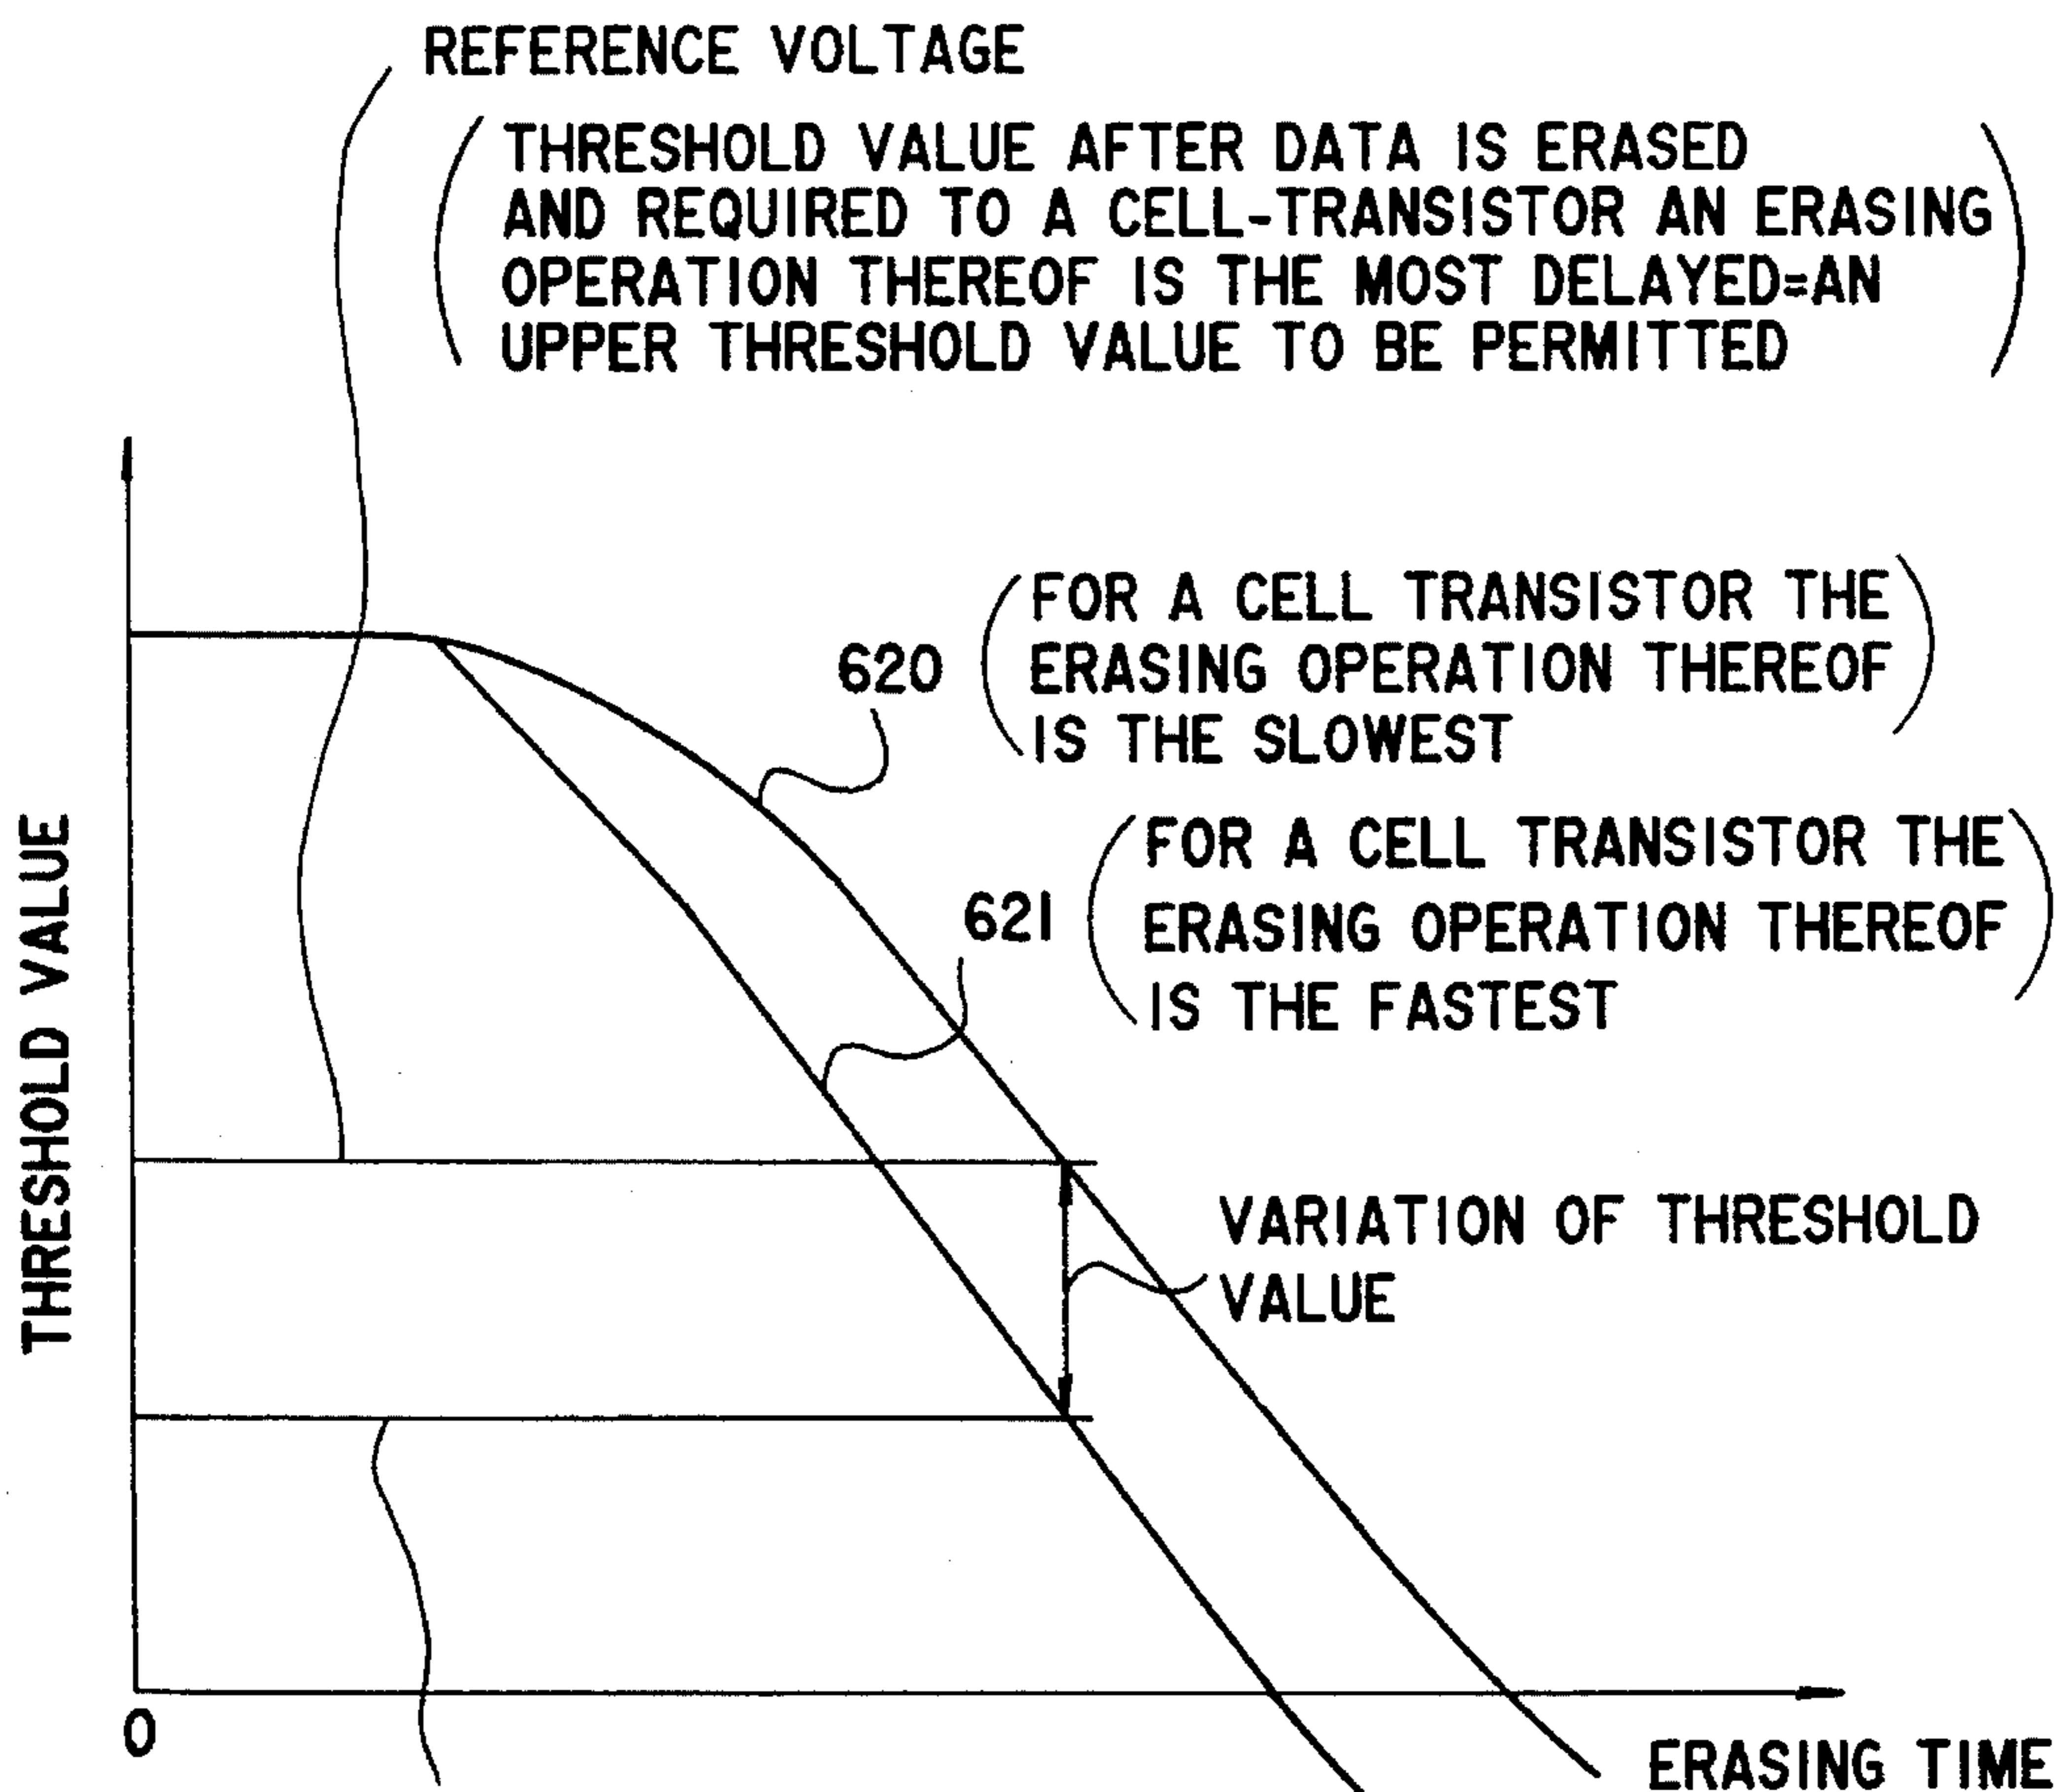 REFERENCE VOLTAGE
(THRESHOLD VALUE AFTER DATA IS ERASED
AND REQUIRED TO A CELL-TRANSISTOR AN ERASING
OPERATION THEREOF IS THE MOST DELAYED=AN
UPPER THRESHOLD VALUE TO BE PERMITTED)
620 (FOR A CELL TRANSISTOR THE
ERASING OPERATION THEREOF
IS THE SLOWEST)
621 (FOR A CELL TRANSISTOR THE
ERASING OPERATION THEREOF
IS THE FASTEST)
THRESHOLD VALUE
VARIATION OF THRESHOLD
VALUE
0
ERASING TIME